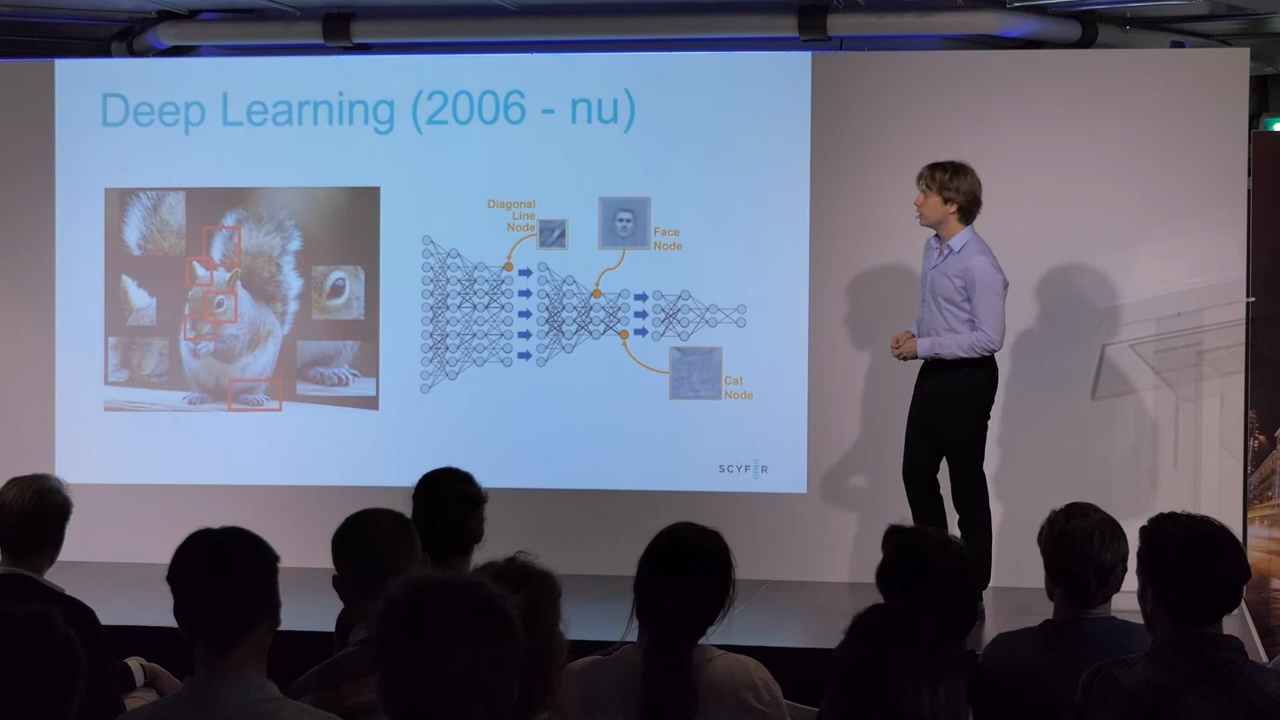 Deep Learning (2006 - nu)
Diagonal
Line
Node
Face
Node
Cat
Node
SCYFER